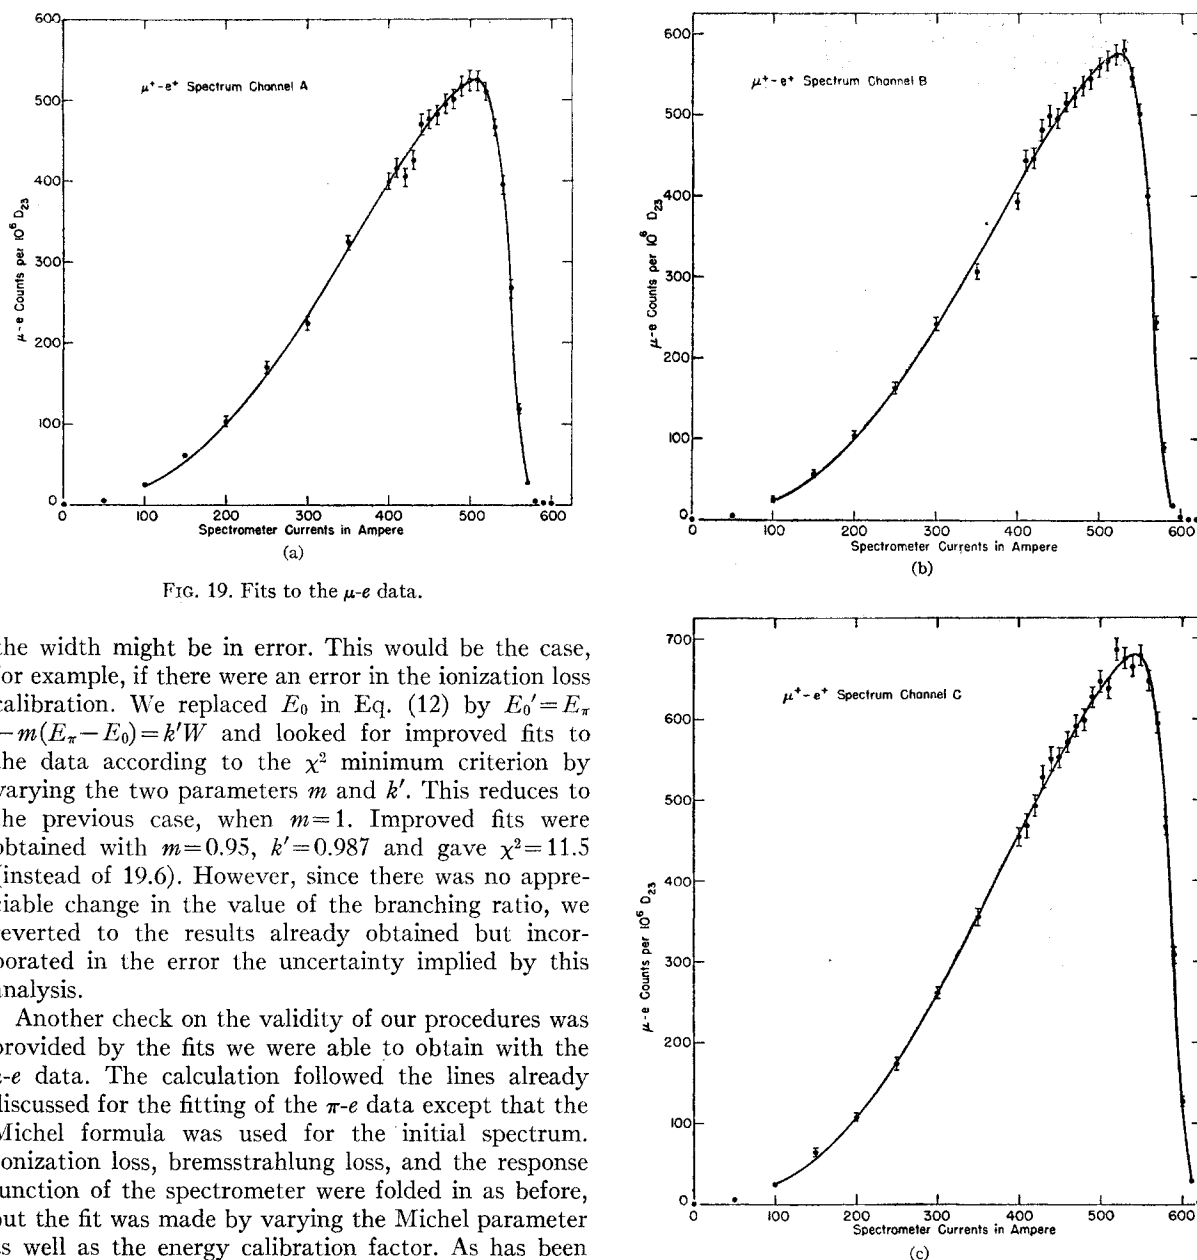 600
500
400
300
200
100
0
μ-e Counts per 10⁶ D₂₃
μ⁺-e⁺ Spectrum Channel A
0 100 200 300 400 500 600
Spectrometer Currents in Ampere
(a)
FIG. 19. Fits to the μ-e data.
the width might be in error. This would be the case,
for example, if there were an error in the ionization loss
calibration. We replaced E₀ in Eq. (12) by E₀′=Eπ
−m(Eπ−E₀)=k′W and looked for improved fits to
the data according to the χ² minimum criterion by
varying the two parameters m and k′. This reduces to
the previous case, when m=1. Improved fits were
obtained with m=0.95, k′=0.987 and gave χ²=11.5
(instead of 19.6). However, since there was no appre-
ciable change in the value of the branching ratio, we
reverted to the results already obtained but incor-
porated in the error the uncertainty implied by this
analysis.
Another check on the validity of our procedures was
provided by the fits we were able to obtain with the
μ-e data. The calculation followed the lines already
discussed for the fitting of the π-e data except that the
Michel formula was used for the initial spectrum.
Ionization loss, bremsstrahlung loss, and the response
function of the spectrometer were folded in as before,
but the fit was made by varying the Michel parameter
as well as the energy calibration factor. As has been
600
500
400
300
200
100
0
μ-e Counts per 10⁶ D₂₃
μ⁺-e⁺ Spectrum Channel B
0 100 200 300 400 500 600
Spectrometer Currents in Ampere
(b)
700
600
500
400
300
200
100
0
μ-e Counts per 10⁶ D₂₃
μ⁺-e⁺ Spectrum Channel C
0 100 200 300 400 500 600
Spectrometer Currents in Ampere
(c)